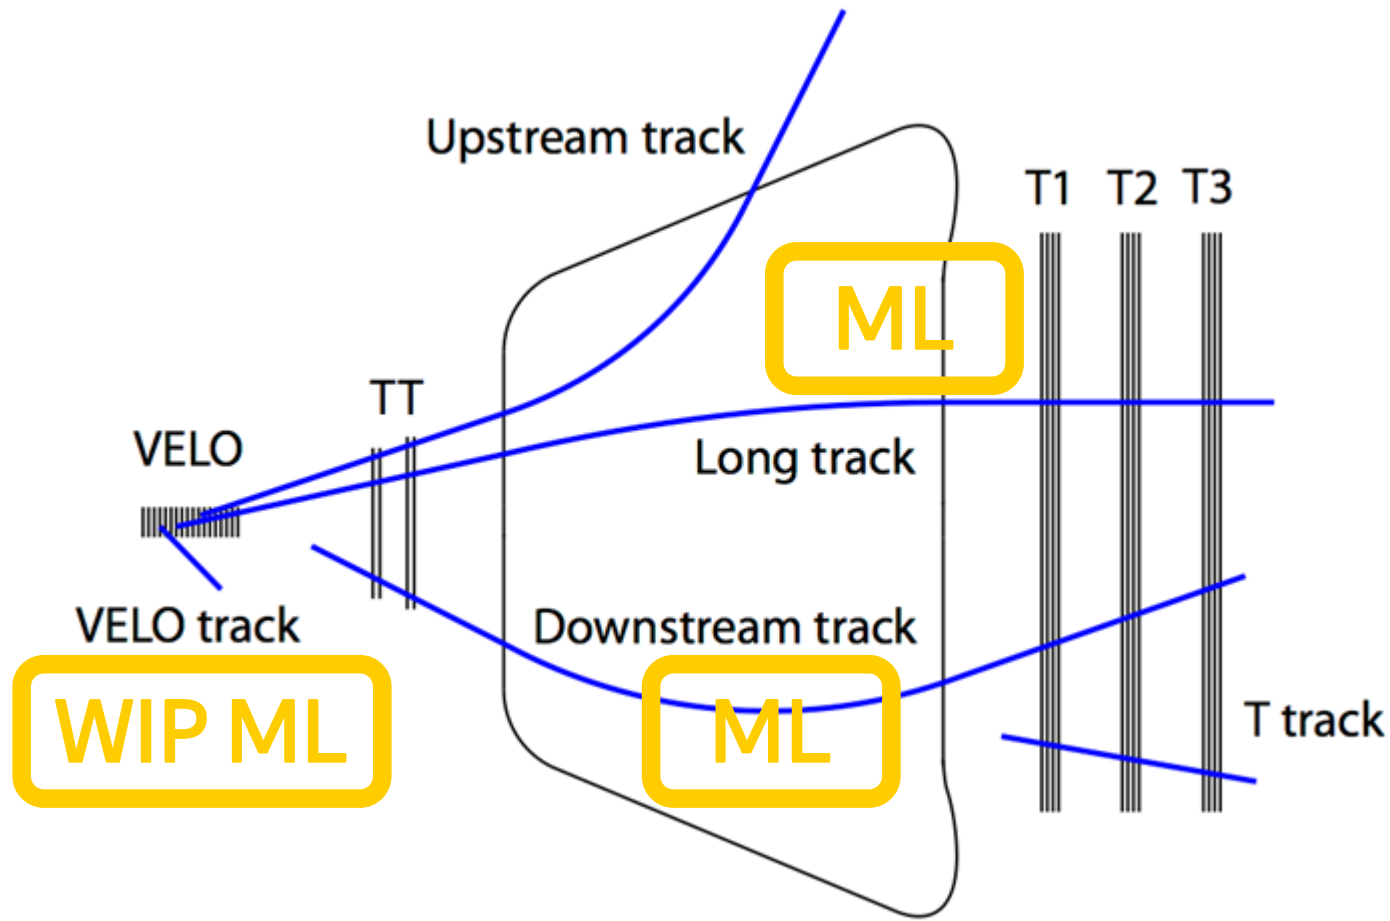 Upstream track
T1 T2 T3
ML
TT
VELO
Long track
VELO track
Downstream track
WIP ML
ML
T track